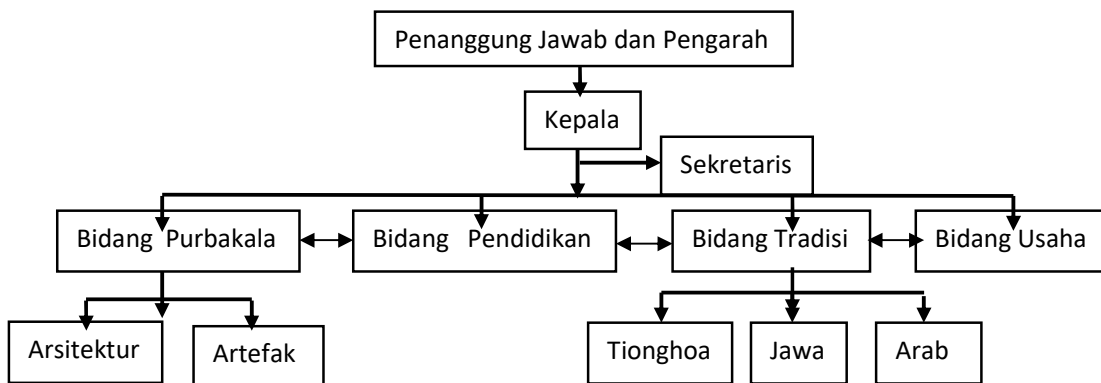 Penanggung Jawab dan Pengarah
Kepala
Sekretaris
Bidang Purbakala
Bidang Pendidikan
Bidang Tradisi
Bidang Usaha
Arsitektur
Artefak
Tionghoa
Jawa
Arab